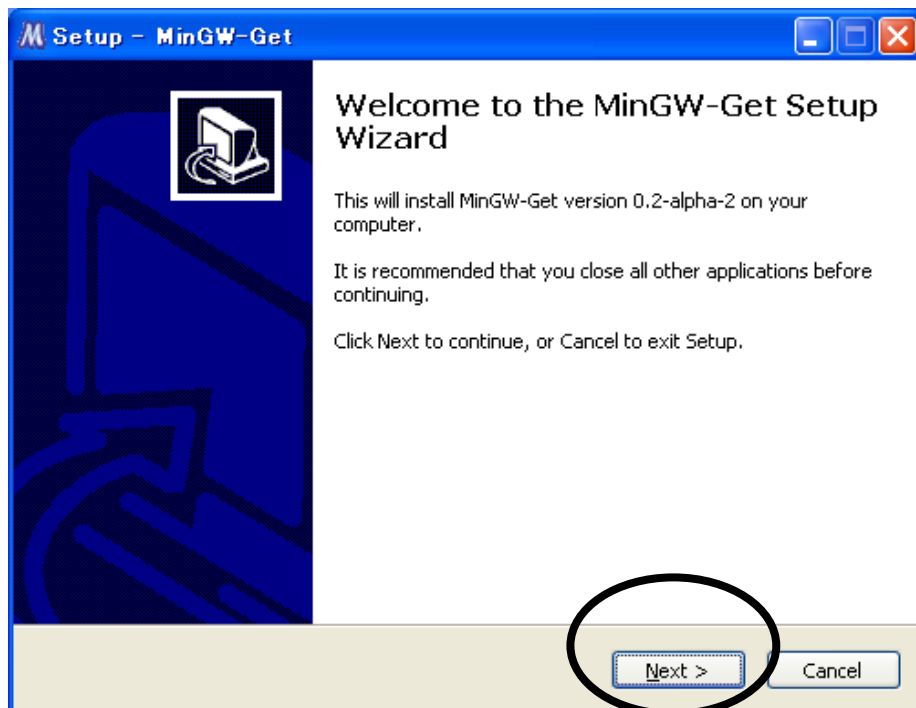 Setup - MinGW-Get
Welcome to the MinGW-Get Setup
Wizard
This will install MinGW-Get version 0.2-alpha-2 on your
computer.
It is recommended that you close all other applications before
continuing.
Click Next to continue, or Cancel to exit Setup.
Next >
Cancel